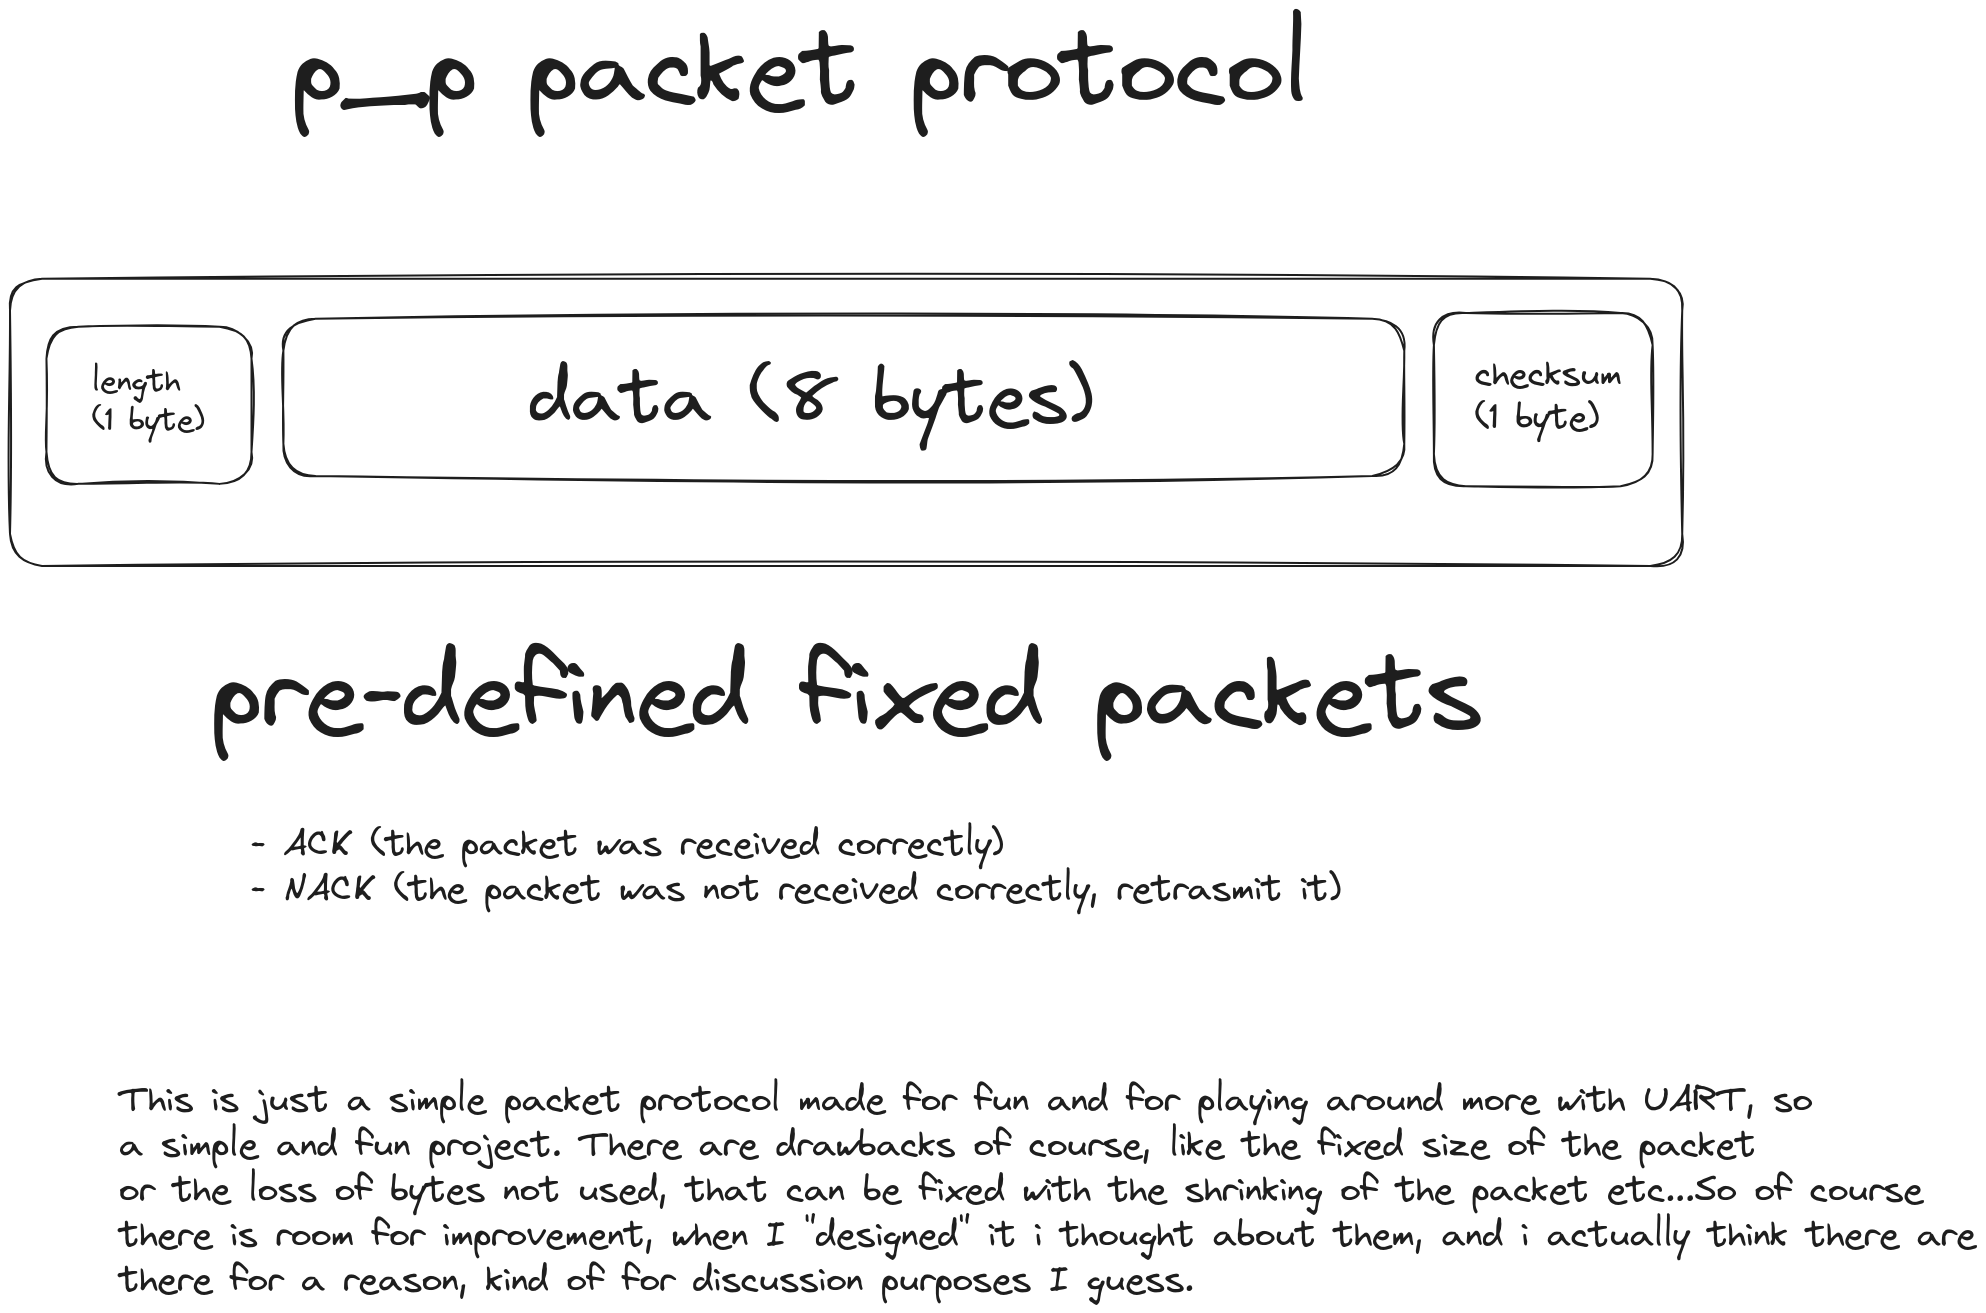 p_p packet protocol
length
(1 byte)
data (8 bytes)
checksum
(1 byte)
pre-defined fixed packets
- ACK (the packet was received correctly)
- NACK (the packet was not received correctly, retrasmit it)
This is just a simple packet protocol made for fun and for playing around more with UART, so
a simple and fun project. There are drawbacks of course, like the fixed size of the packet
or the loss of bytes not used, that can be fixed with the shrinking of the packet etc...So of course
there is room for improvement, when I "designed" it i thought about them, and i actually think there are
there for a reason, kind of for discussion purposes I guess.